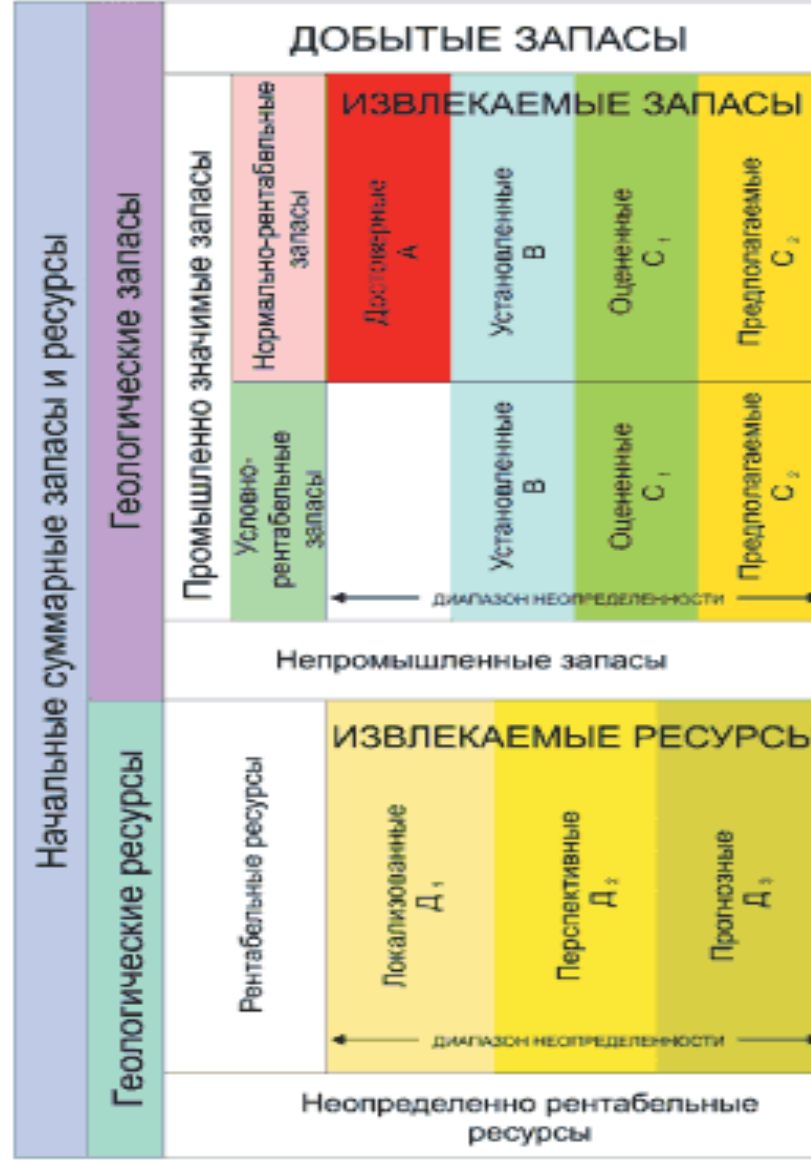 Начальные суммарные запасы и ресурсы
Геологические запасы
Геологические ресурсы
ДОБЫТЫЕ ЗАПАСЫ
Промышленно значимые запасы
Нормально-рентабельные
запасы
ИЗВЛЕКАЕМЫЕ ЗАПАСЫ
Достоверные
А
Установленные
В
Оцененные
С₁
Предполагаемые
С₂
Условно-
рентабельные
запасы
Установленные
В
Оцененные
С₁
Предполагаемые
С₂
ДИАПАЗОН НЕОПРЕДЕЛЕННОСТИ
Непромышленные запасы
Рентабельные ресурсы
ИЗВЛЕКАЕМЫЕ РЕСУРСЬ
Локализованные
Д₁
Перспективные
Д₂
Прогнозные
Д₃
ДИАПАЗОН НЕОПРЕДЕЛЕННОСТИ
Неопределенно рентабельные
ресурсы